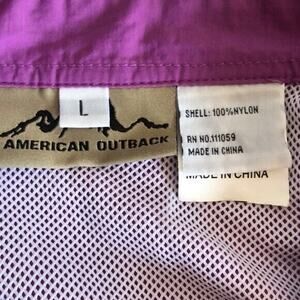 L
AMERICAN OUTBACK
SHELL: 100%NYLON
RN NO.111059
MADE IN CHINA
MADE IN CHINA